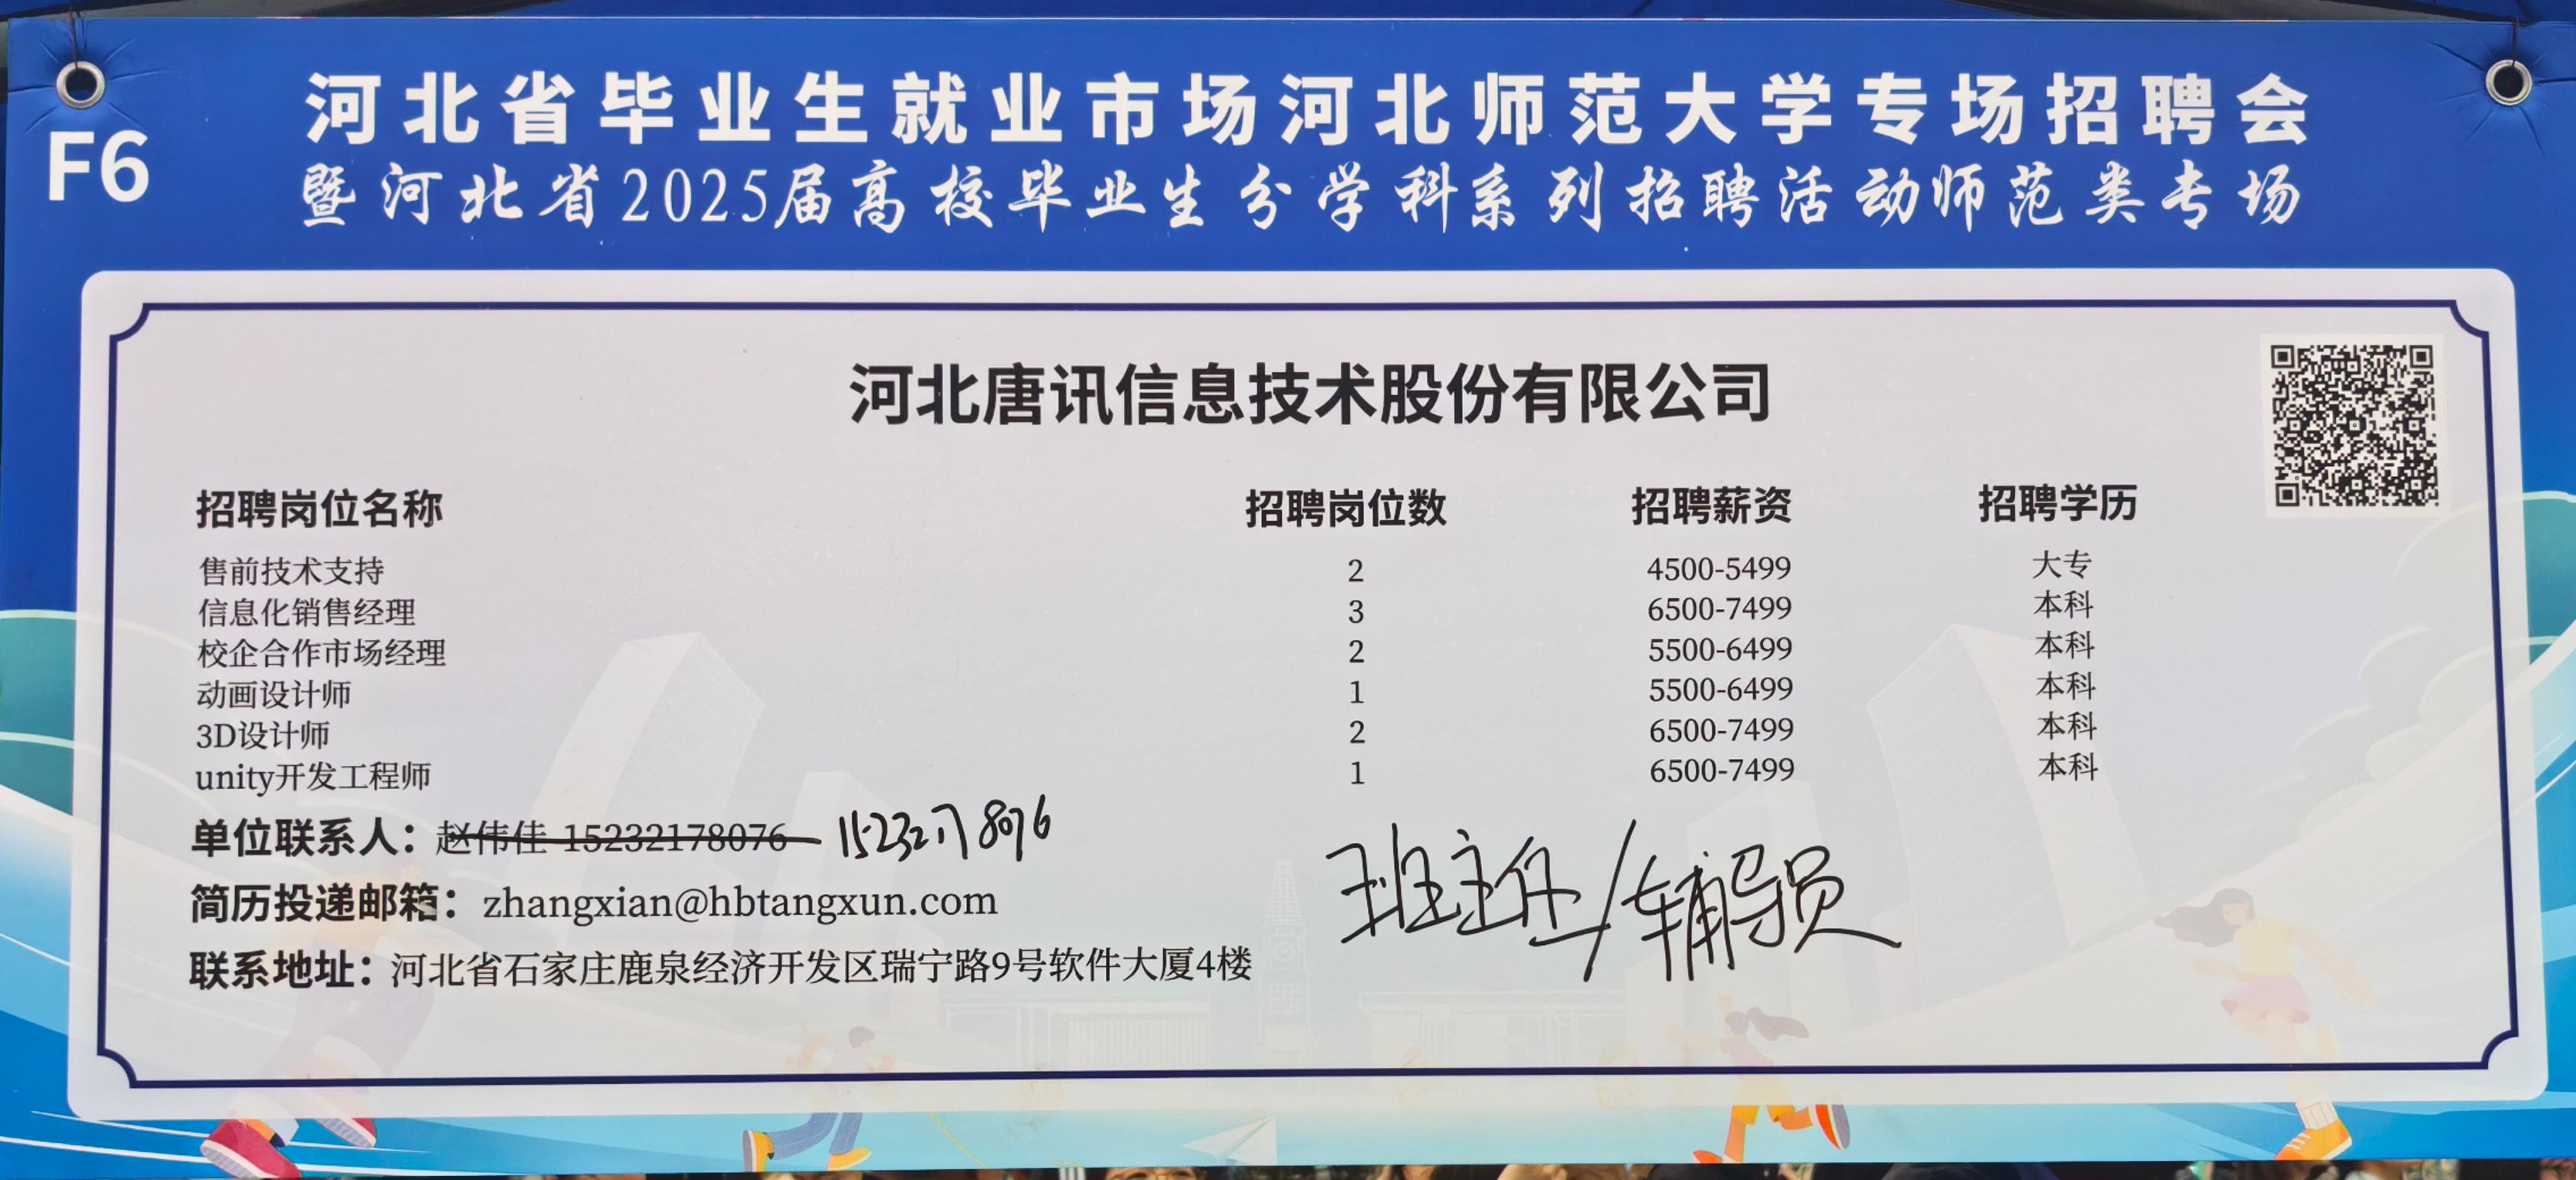 河北省毕业生就业市场河北师范大学专场招聘会
F6
暨河北省2025届高校毕业生分学科系列招聘活动师范类专场
河北唐讯信息技术股份有限公司
招聘岗位名称 招聘岗位数 招聘薪资 招聘学历
售前技术支持 2 4500-5499 大专
信息化销售经理 3 6500-7499 本科
校企合作市场经理 2 5500-6499 本科
动画设计师 1 5500-6499 本科
3D设计师 2 6500-7499 本科
unity开发工程师 1 6500-7499 本科
单位联系人：赵伟佳 15232178076 15232178076
班主任/辅导员
简历投递邮箱：zhangxian@hbtangxun.com
联系地址：河北省石家庄鹿泉经济开发区瑞宁路9号软件大厦4楼